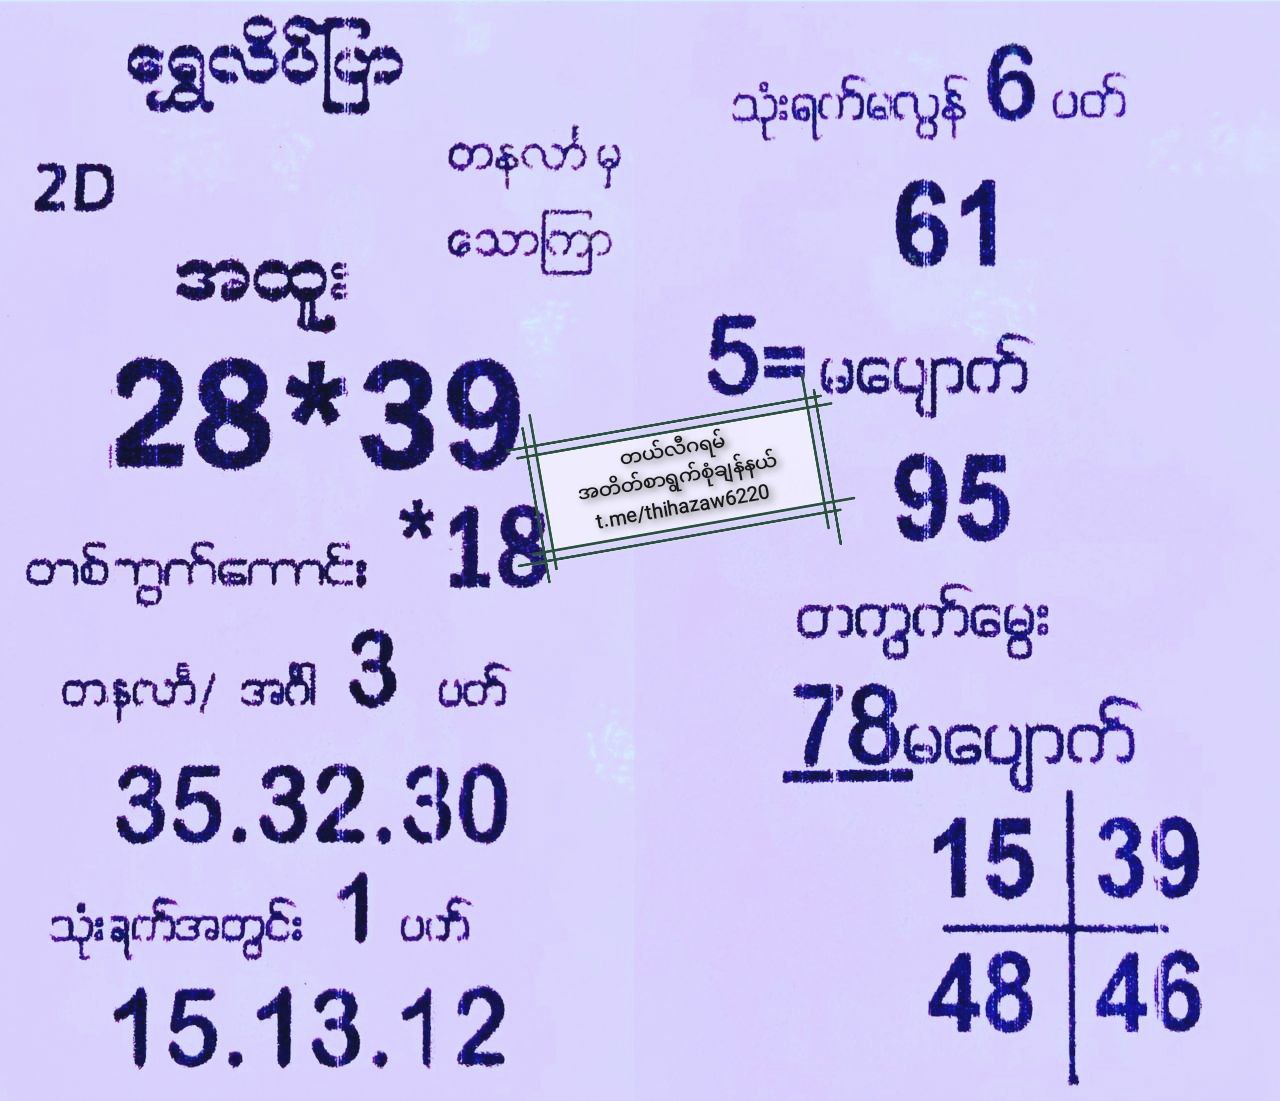 ရွှေလိပ်ပြာ
2D
တနင်္လာ မှ
သောကြာ
အထူး
28*39
*18
တစ်ကွက်ကောင်း
တနင်္လာ/ အင်္ဂါ 3 ပတ်
35.32.30
သုံးရက်အတွင်း 1 ပတ်
15.13.12
သုံးရက်မလွန် 6 ပတ်
61
5= မပျောက်
95
တကွက်မွေး
78မပျောက်
15 39
48 46
တယ်လီဂရမ်
အတိတ်စာရွက်စုံချန်နယ်
t.me/thihazaw6220